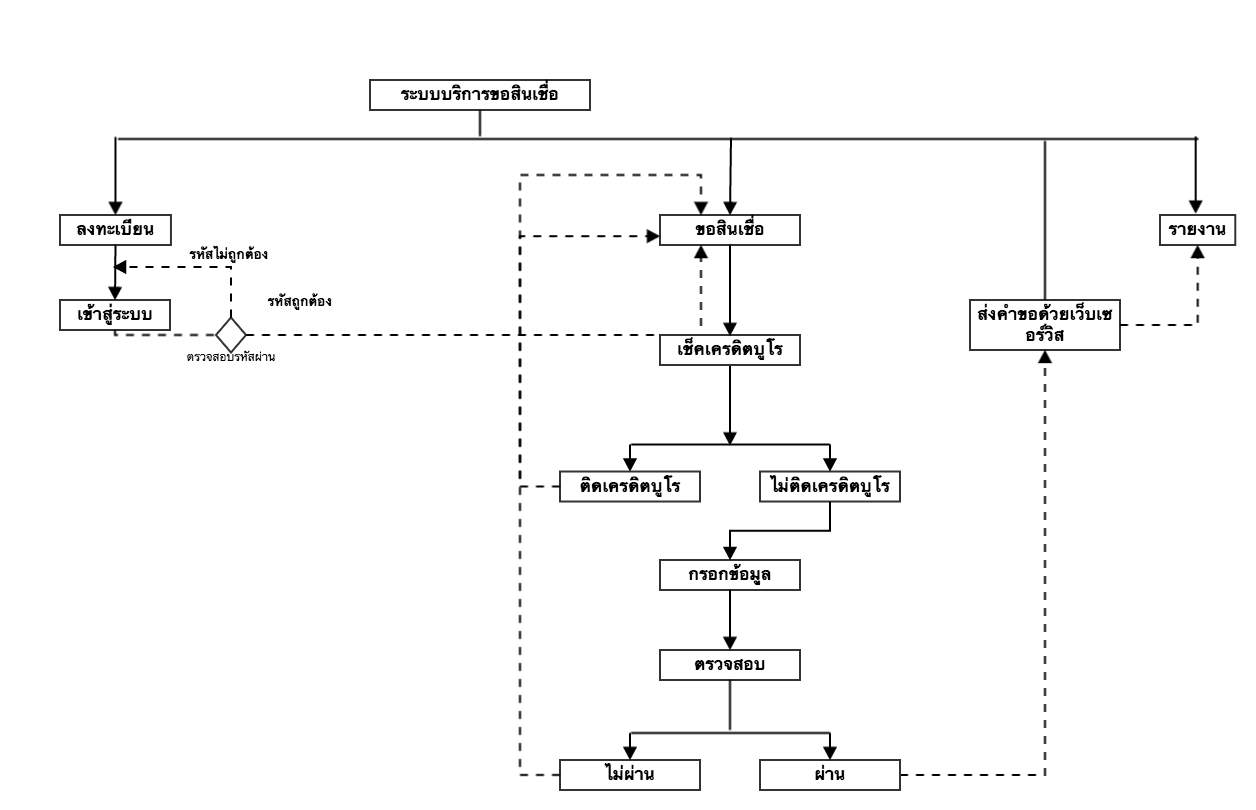 ระบบบริการขอสินเชื่อ
ลงทะเบียน
ขอสินเชื่อ
รายงาน
รหัสไม่ถูกต้อง
รหัสถูกต้อง
เข้าสู่ระบบ
ส่งคำขอด้วยเว็บเซ
อร์วิส
ตรวจสอบรหัสผ่าน
เช็คเครดิตบูโร
ติดเครดิตบูโร
ไม่ติดเครดิตบูโร
กรอกข้อมูล
ตรวจสอบ
ไม่ผ่าน
ผ่าน